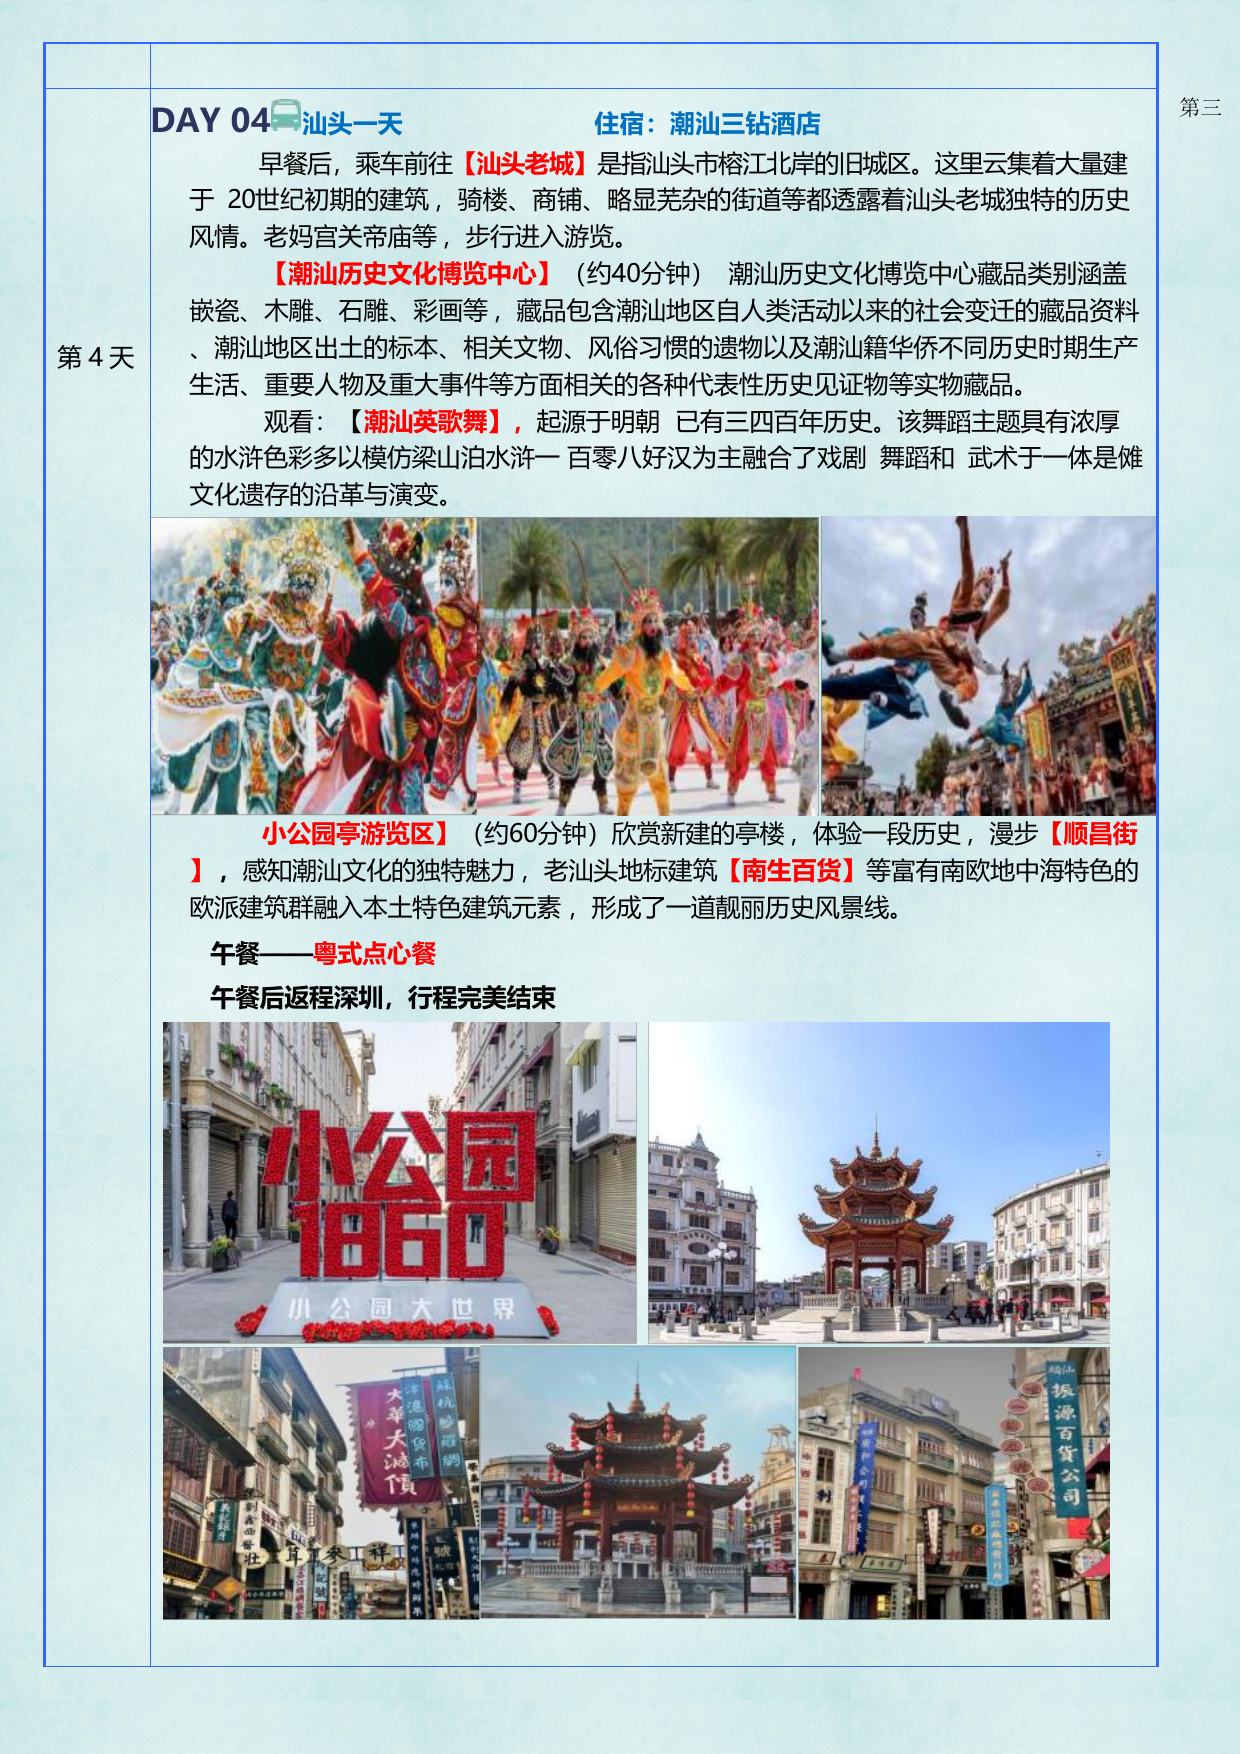 第三
DAY 04 汕头一天 住宿：潮汕三钻酒店
早餐后，乘车前往【汕头老城】是指汕头市榕江北岸的旧城区。这里云集着大量建
于 20世纪初期的建筑 ，骑楼、商铺、略显芜杂的街道等都透露着汕头老城独特的历史
风情。老妈宫关帝庙等 ，步行进入游览。
【潮汕历史文化博览中心】（约40分钟） 潮汕历史文化博览中心藏品类别涵盖
嵌瓷、木雕、石雕、彩画等 ，藏品包含潮汕地区自人类活动以来的社会变迁的藏品资料
、潮汕地区出土的标本、相关文物、风俗习惯的遗物以及潮汕籍华侨不同历史时期生产
第 4 天
生活、重要人物及重大事件等方面相关的各种代表性历史见证物等实物藏品。
观看：【潮汕英歌舞】，起源于明朝 已有三四百年历史。该舞蹈主题具有浓厚
的水浒色彩多以模仿梁山泊水浒一 百零八好汉为主融合了戏剧 舞蹈和 武术于一体是傩
文化遗存的沿革与演变。
小公园亭游览区】（约60分钟）欣赏新建的亭楼 ，体验一段历史 ，漫步【顺昌街
】 ，感知潮汕文化的独特魅力 ，老汕头地标建筑【南生百货】等富有南欧地中海特色的
欧派建筑群融入本土特色建筑元素 ，形成了一道靓丽历史风景线。
午餐——粤式点心餐
午餐后返程深圳，行程完美结束
小公园
1860
小公园大世界
大華大減價
蘇杭紗羅綢
振源百貨公司